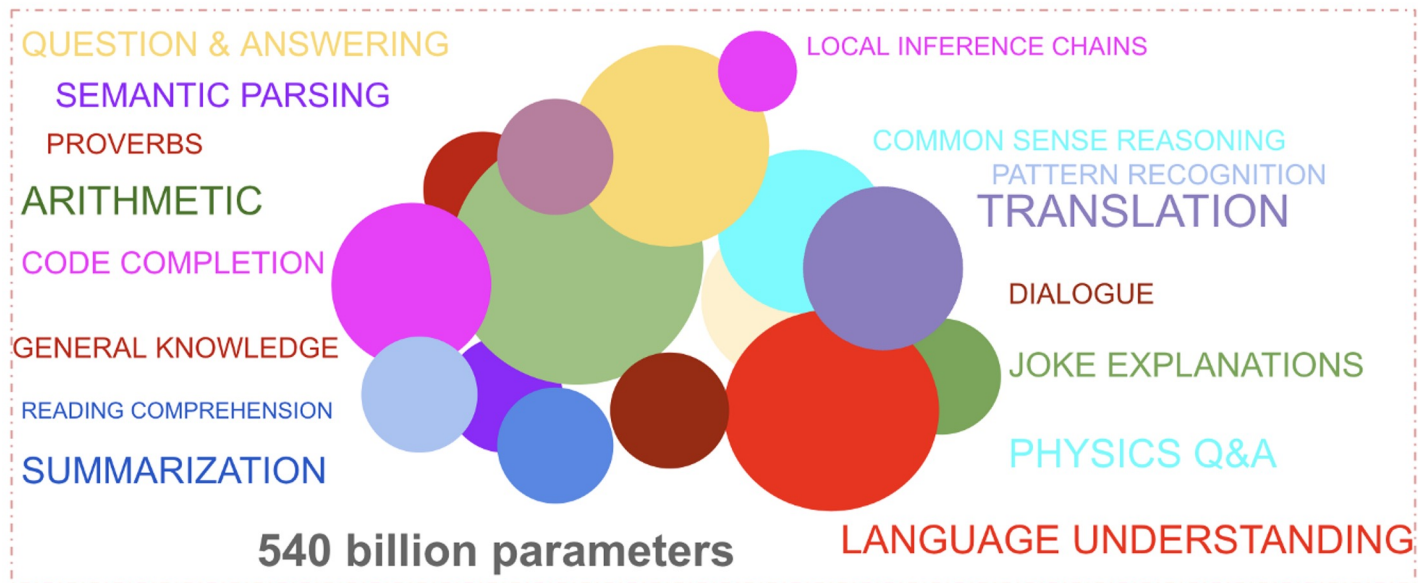 QUESTION & ANSWERING
SEMANTIC PARSING
PROVERBS
ARITHMETIC
CODE COMPLETION
GENERAL KNOWLEDGE
READING COMPREHENSION
SUMMARIZATION
540 billion parameters
LOCAL INFERENCE CHAINS
COMMON SENSE REASONING
PATTERN RECOGNITION
TRANSLATION
DIALOGUE
JOKE EXPLANATIONS
PHYSICS Q&A
LANGUAGE UNDERSTANDING